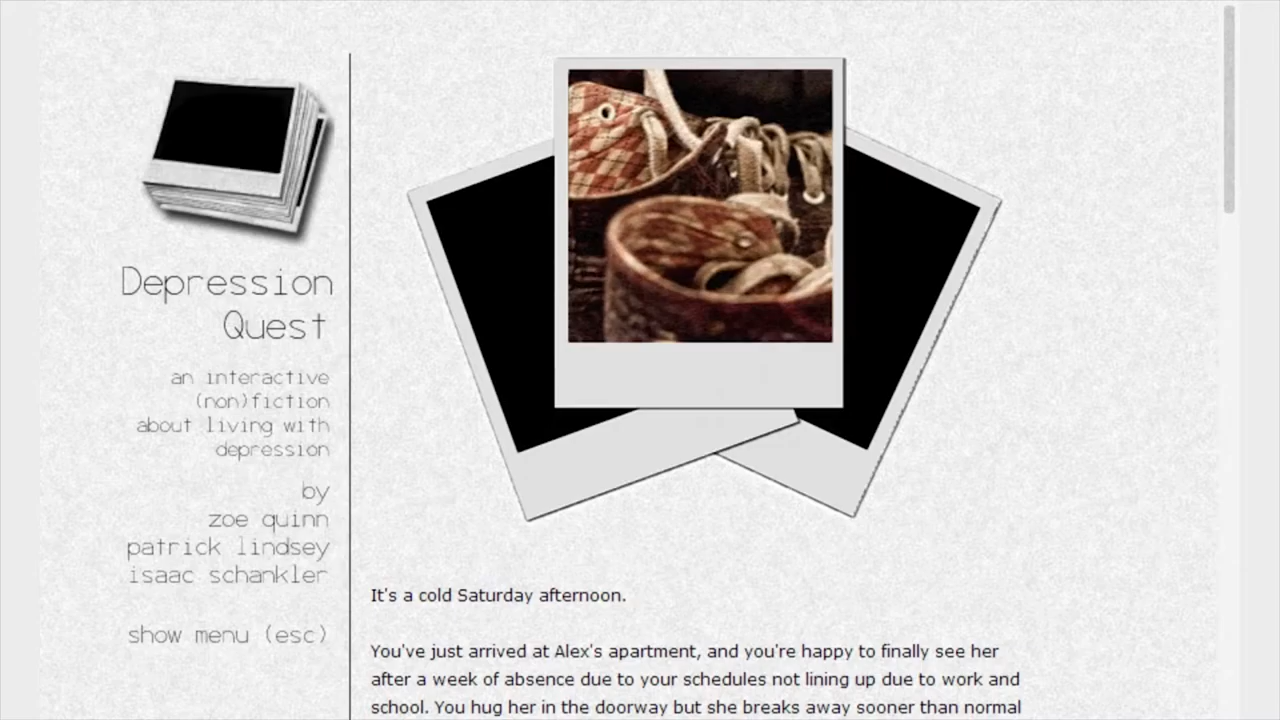 Depression
Quest
an interactive
(non)fiction
about living with
depression
by
zoe quinn
patrick lindsey
isaac schankler
show menu (esc)
It's a cold Saturday afternoon.
You've just arrived at Alex's apartment, and you're happy to finally see her
after a week of absence due to your schedules not lining up due to work and
school. You hug her in the doorway but she breaks away sooner than normal